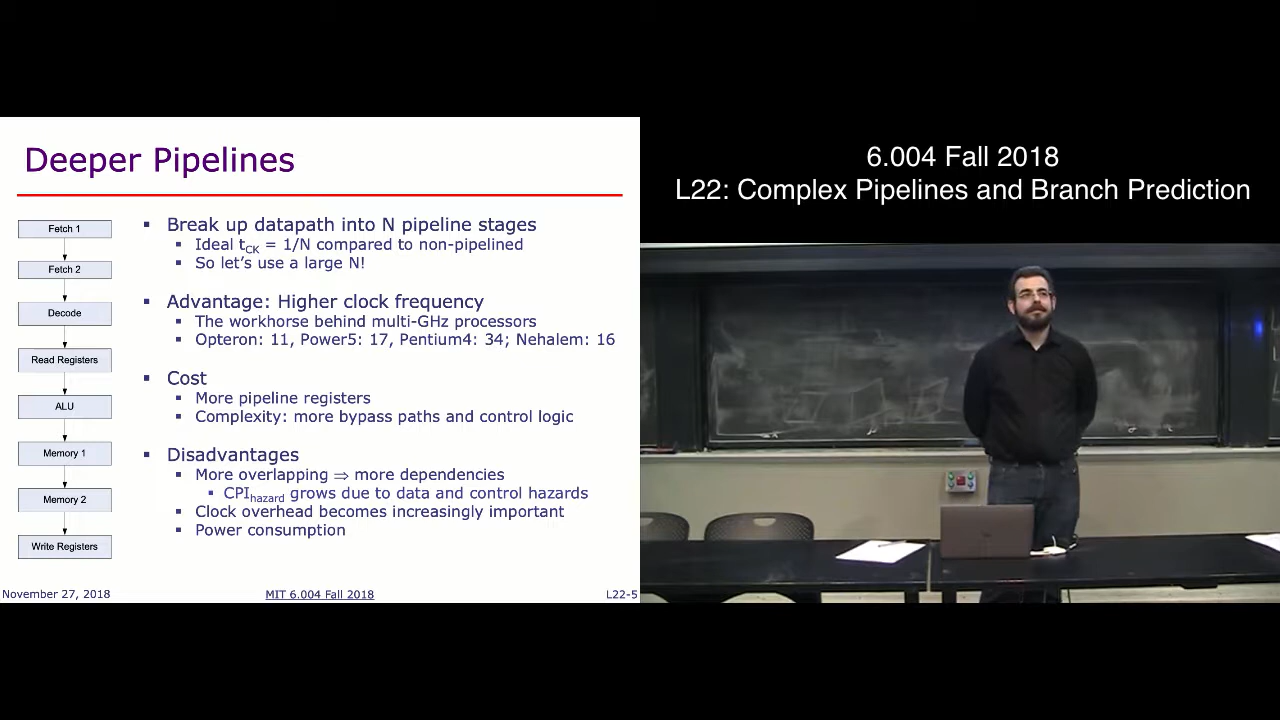 Deeper Pipelines
Fetch 1
Fetch 2
Decode
Read Registers
ALU
Memory 1
Memory 2
Write Registers
▪ Break up datapath into N pipeline stages
▪ Ideal tCK = 1/N compared to non-pipelined
▪ So let's use a large N!
▪ Advantage: Higher clock frequency
▪ The workhorse behind multi-GHz processors
▪ Opteron: 11, Power5: 17, Pentium4: 34; Nehalem: 16
▪ Cost
▪ More pipeline registers
▪ Complexity: more bypass paths and control logic
▪ Disadvantages
▪ More overlapping ⇒ more dependencies
▪ CPIhazard grows due to data and control hazards
▪ Clock overhead becomes increasingly important
▪ Power consumption
November 27, 2018
MIT 6.004 Fall 2018
L22-5
6.004 Fall 2018
L22: Complex Pipelines and Branch Prediction